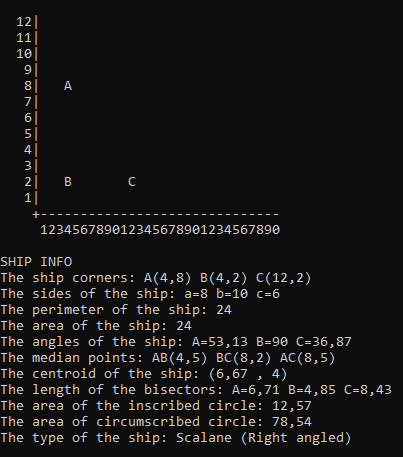 12|
11|
10|
9|
8| A
7|
6|
5|
4|
3|
2| B C
1|
+------------------------------
123456789012345678901234567890
SHIP INFO
The ship corners: A(4,8) B(4,2) C(12,2)
The sides of the ship: a=8 b=10 c=6
The perimeter of the ship: 24
The area of the ship: 24
The angles of the ship: A=53,13 B=90 C=36,87
The median points: AB(4,5) BC(8,2) AC(8,5)
The centroid of the ship: (6,67 , 4)
The length of the bisectors: A=6,71 B=4,85 C=8,43
The area of the inscribed circle: 12,57
The area of circumscribed circle: 78,54
The type of the ship: Scalane (Right angled)